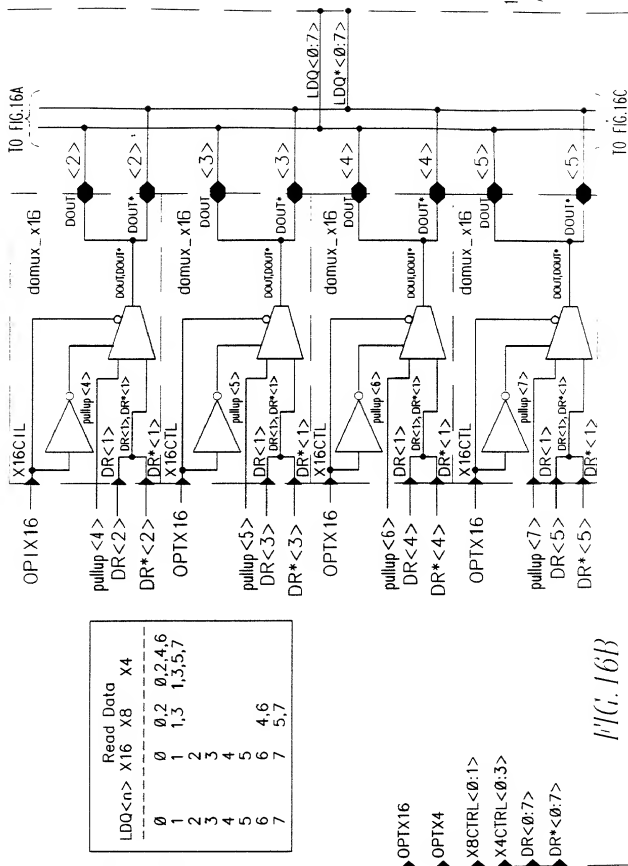 TO FIG.16A
OPTX16
X16CTL
domux_x16
DOUT
<2>
pullup <4>
pullup<4>
DR<2>
DR<1>
DR<1>, DR*<1>
DOUT,DOUT*
DR*<2>
DR*<1>
DOUT*
<2>
OPTX16
X16CTL
domux_x16
DOUT
<3>
pullup <5>
pullup<5>
DR<3>
DR<1>
DR<1>, DR*<1>
DOUT,DOUT*
DR*<3>
DR*<1>
DOUT*
<3>
LDQ<0:7>
LDQ*<0:7>
OPTX16
X16CTL
domux_x16
DOUT
<4>
pullup <6>
pullup<6>
DR<4>
DR<1>
DR<1>, DR*<1>
DOUT,DOUT*
DR*<4>
DR*<1>
DOUT*
<4>
OPTX16
X16CTL
domux_x16
DOUT
<5>
pullup <7>
pullup<7>
DR<5>
DR<1>
DR<1>, DR*<1>
DOUT,DOUT*
DR*<5>
DR*<1>
DOUT*
<5>
TO FIG.16C
Read Data
LDQ<n> X16 X8 X4
0 0 0,2 0,2,4,6
1 1 1,3 1,3,5,7
2 2
3 3
4 4
5 5
6 6 4,6
7 7 5,7
OPTX16
OPTX4
X8CTRL<0:1>
X4CTRL<0:3>
DR<0:7>
DR*<0:7>
FIG. 16B